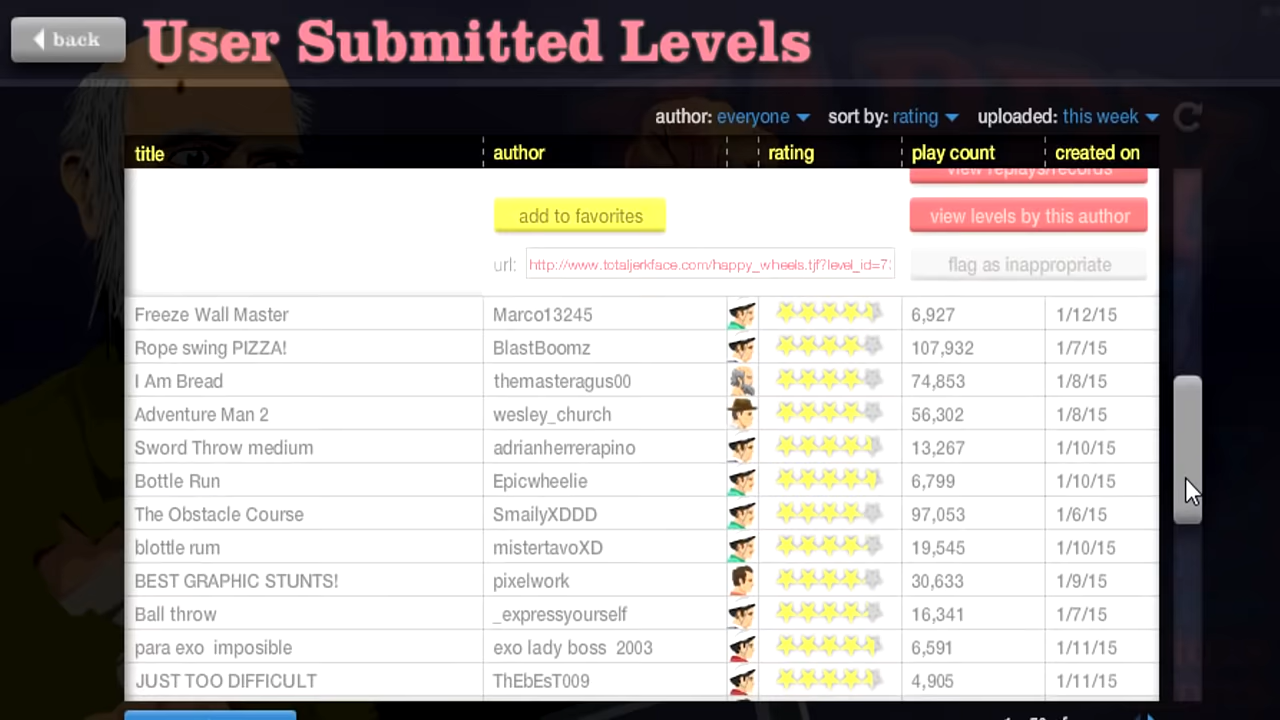 back
User Submitted Levels
author: everyone sort by: rating uploaded: this week
title author rating play count created on
view replays/records
add to favorites view levels by this author
url: http://www.totaljerkface.com/happy_wheels.tjf?level_id=7 flag as inappropriate
Freeze Wall Master Marco13245 6,927 1/12/15
Rope swing PIZZA! BlastBoomz 107,932 1/7/15
I Am Bread themasteragus00 74,853 1/8/15
Adventure Man 2 wesley_church 56,302 1/8/15
Sword Throw medium adrianherrerapino 13,267 1/10/15
Bottle Run Epicwheelie 6,799 1/10/15
The Obstacle Course SmailyXDDD 97,053 1/6/15
blottle rum mistertavoXD 19,545 1/10/15
BEST GRAPHIC STUNTS! pixelwork 30,633 1/9/15
Ball throw _expressyourself 16,341 1/7/15
para exo imposible exo lady boss 2003 6,591 1/11/15
JUST TOO DIFFICULT ThEbEsT009 4,905 1/11/15